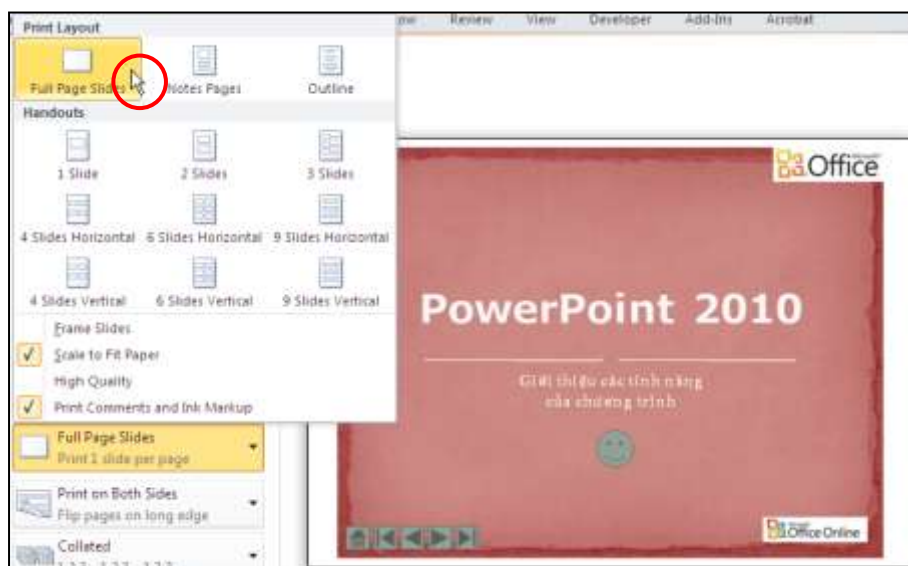 Print Layout
Review View Developer Add-Ins Acrobat
Full Page Slides Notes Pages Outline
Handouts
1 Slide 2 Slides 3 Slides
4 Slides Horizontal 6 Slides Horizontal 9 Slides Horizontal
4 Slides Vertical 6 Slides Vertical 9 Slides Vertical
Frame Slides
Scale to Fit Paper
High Quality
Print Comments and Ink Markup
Full Page Slides
Print 1 slide per page
Print on Both Sides
Flip pages on long edge
Collated
Office
PowerPoint 2010
Giới thiệu các tính năng
của chương trình
Office Online